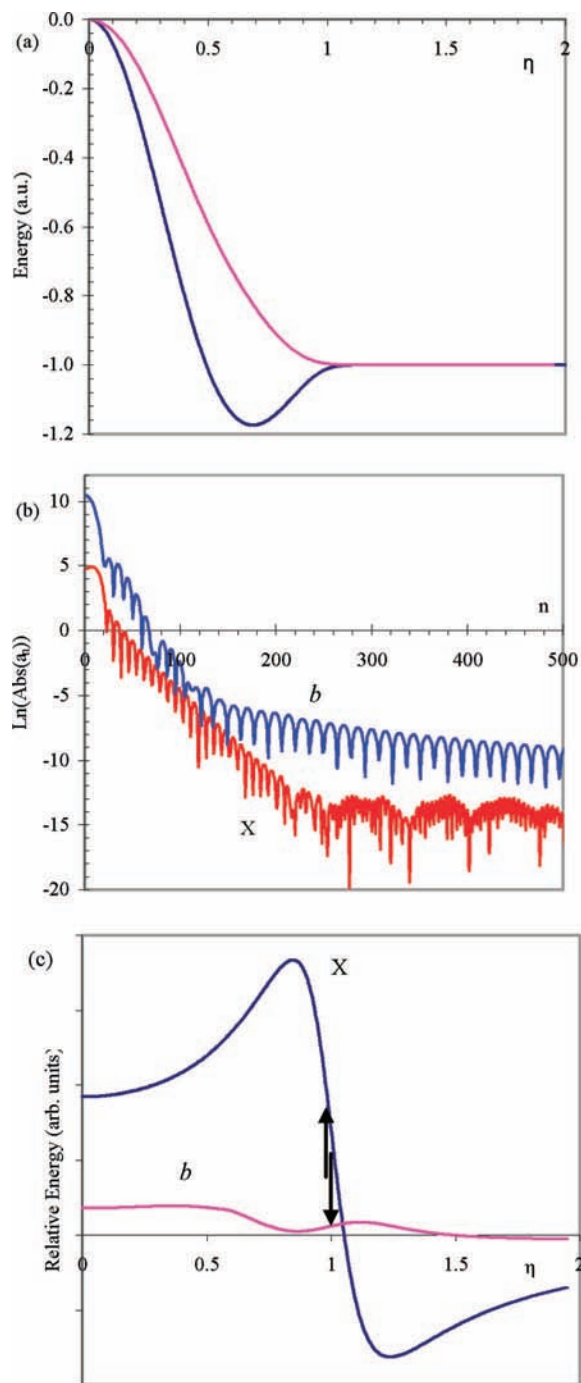 (a)
0.0
0 0.5 1 1.5 2
η
-0.2
-0.4
-0.6
-0.8
-1.0
-1.2
Energy (a.u.)
(b)
10
5
0
-5
-10
-15
-20
0 100 200 300 400 500
n
Ln(Abs(aₙ))
b
X
(c)
X
b
Relative Energy (arb. units)
0 0.5 1 1.5 2
η